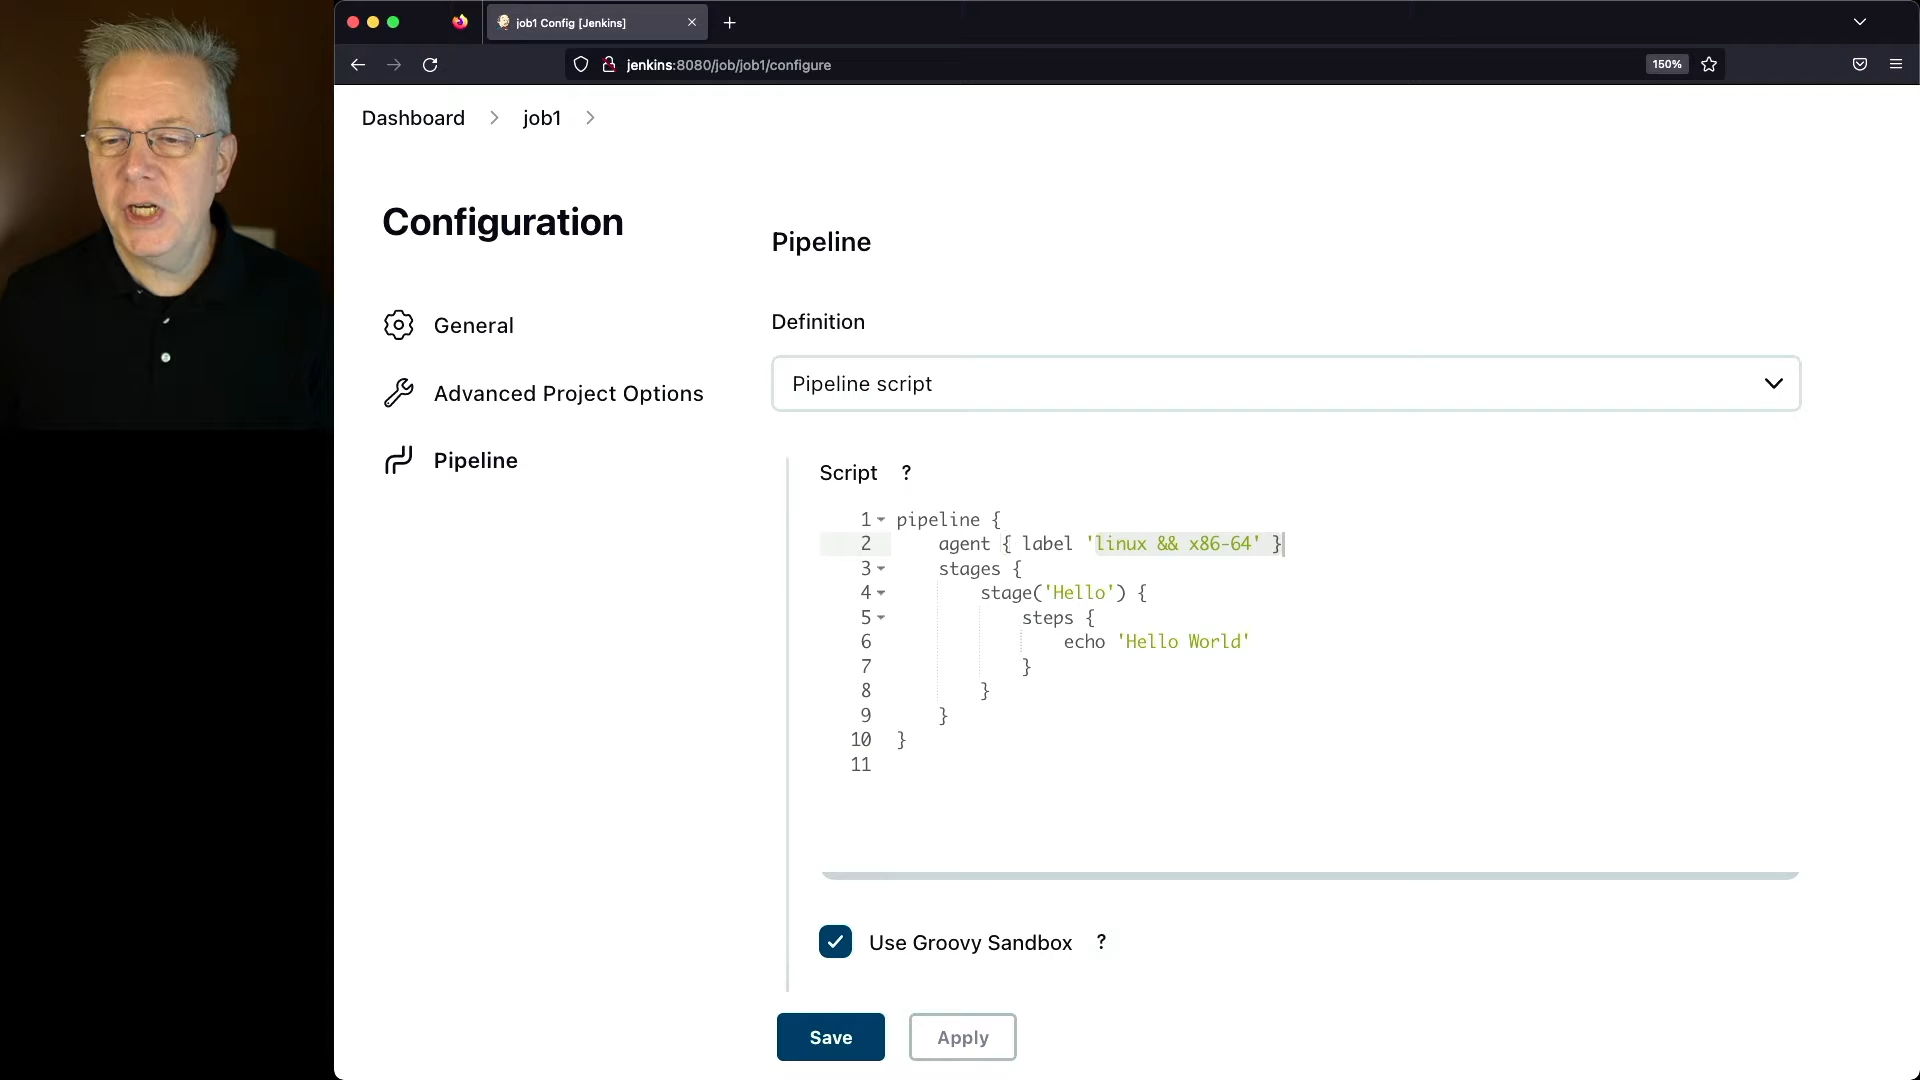 job1 Config [Jenkins]
jenkins:8080/job/job1/configure
150%
Dashboard
job1
Configuration
General
Advanced Project Options
Pipeline
Pipeline
Definition
Pipeline script
Script ?
1 pipeline {
2 agent { label 'linux && x86-64' }
3 stages {
4 stage('Hello') {
5 steps {
6 echo 'Hello World'
7 }
8 }
9 }
10 }
11
Use Groovy Sandbox ?
Save
Apply